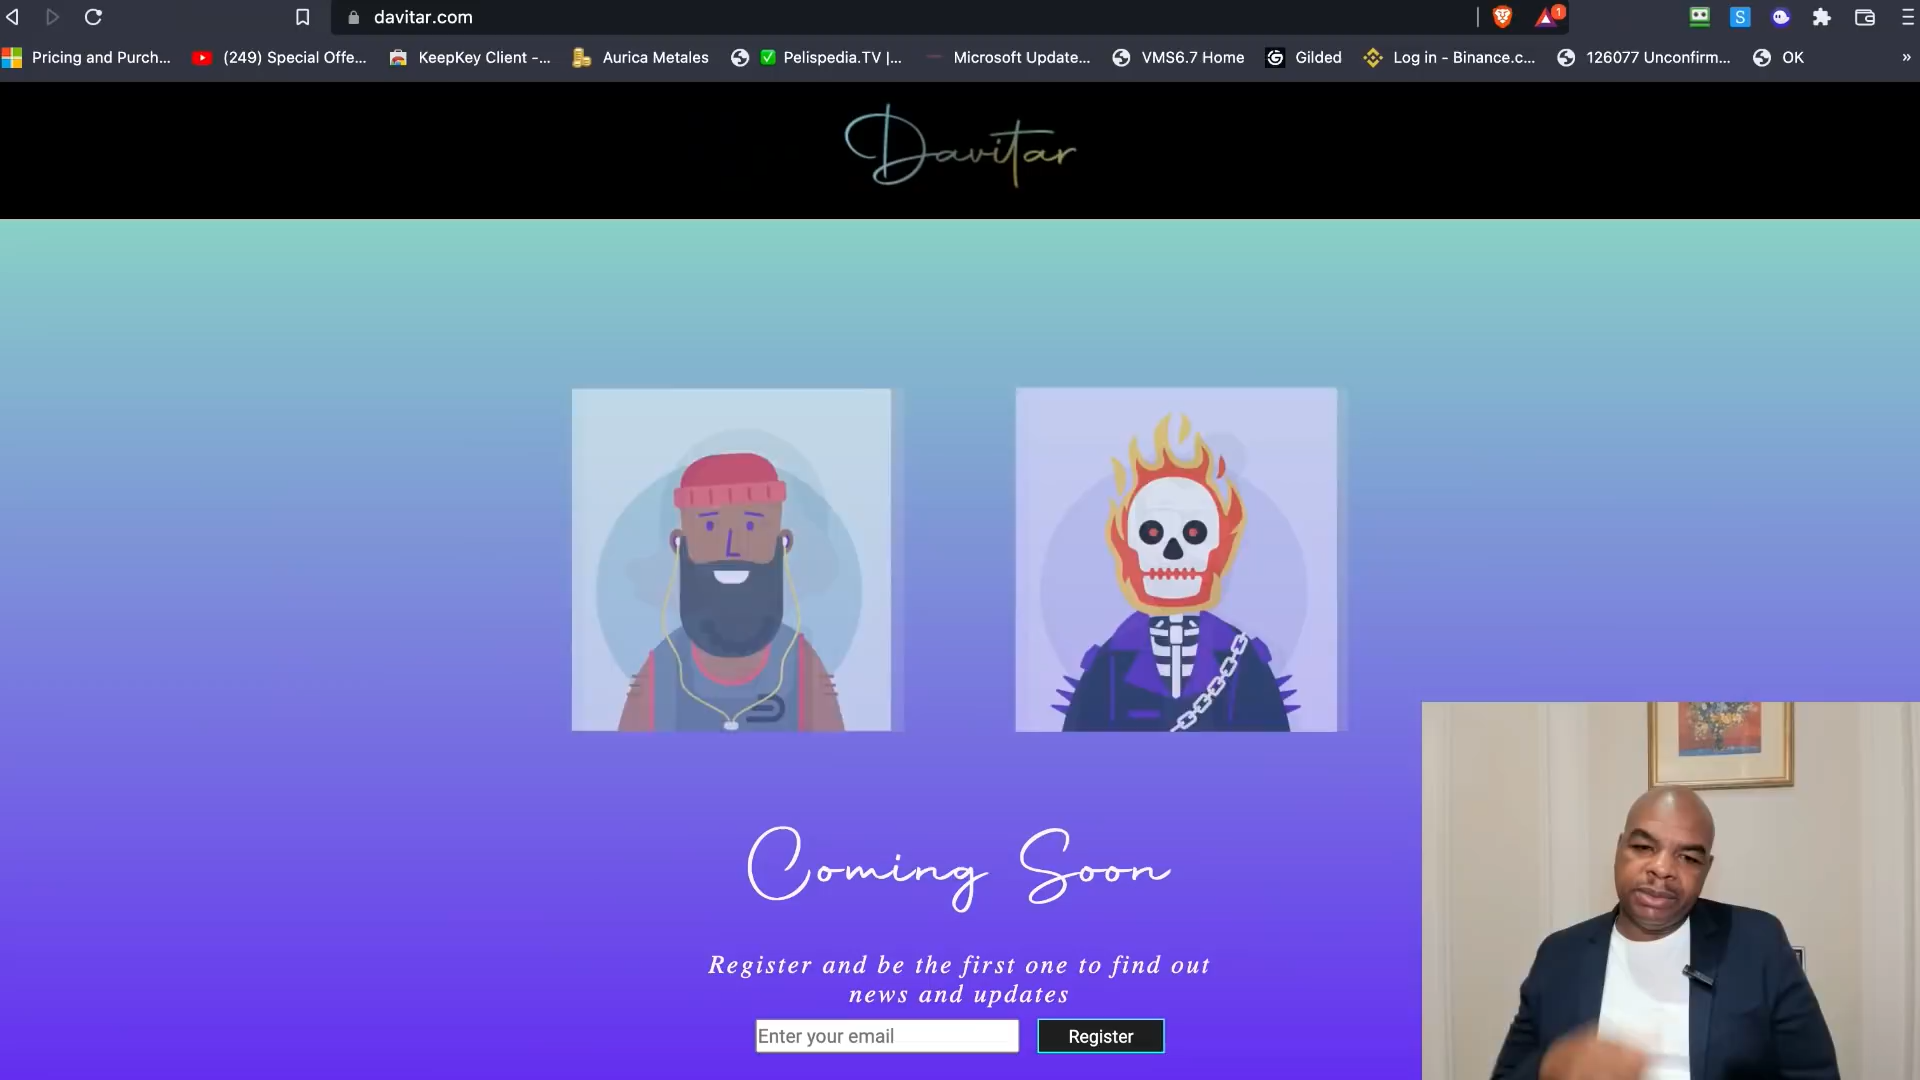 davitar.com
1
Pricing and Purch...
(249) Special Offe...
KeepKey Client -...
Aurica Metales
Pelispedia.TV |...
Microsoft Update...
VMS6.7 Home
Gilded
Log in - Binance.c...
126077 Unconfirm...
OK
»
Davitar
Coming Soon
Register and be the first one to find out
news and updates
Enter your email
Register